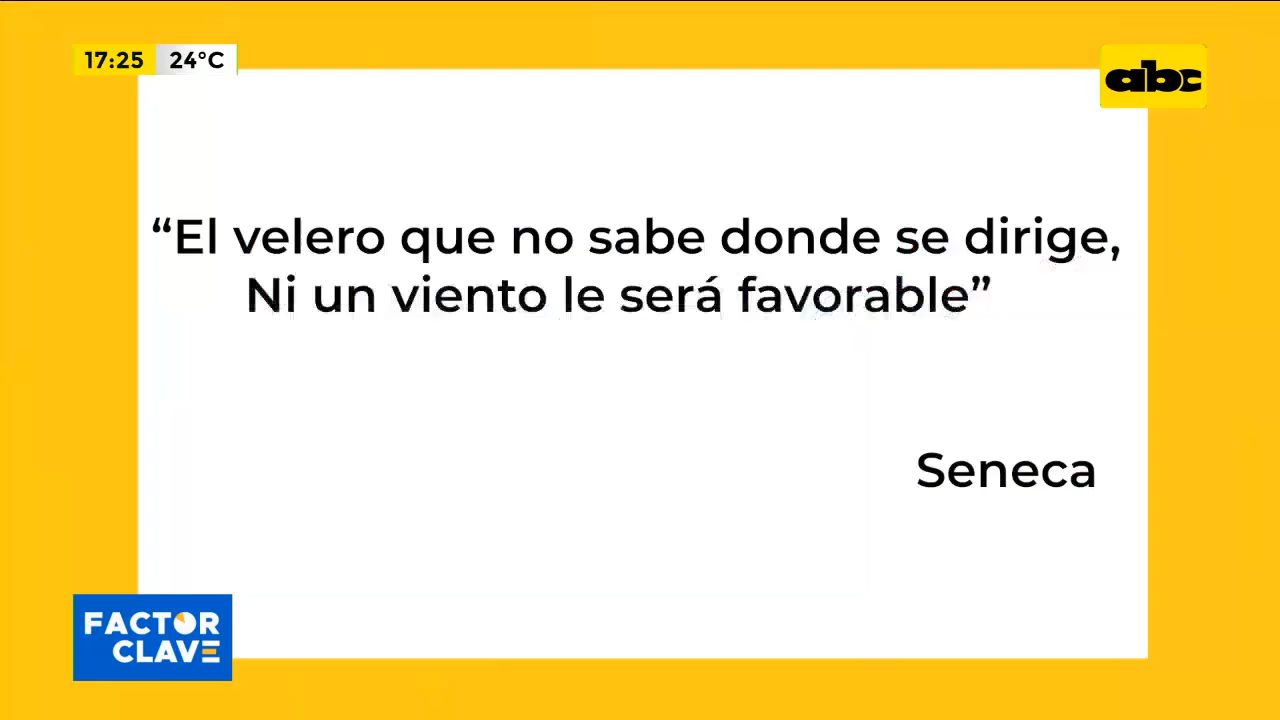 17:25 24°C
abc
“El velero que no sabe donde se dirige,
Ni un viento le será favorable”
Seneca
FACTOR
CLAVE